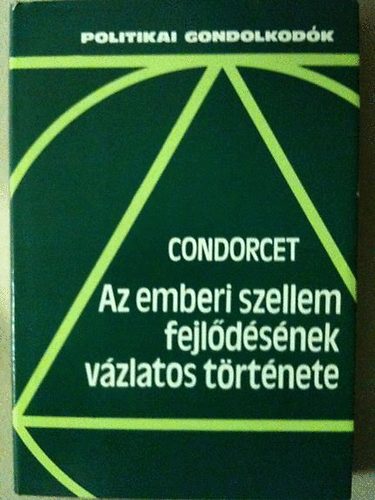 POLITIKAI GONDOLKODÓK
CONDORCET
Az emberi szellem
fejlődésének
vázlatos története